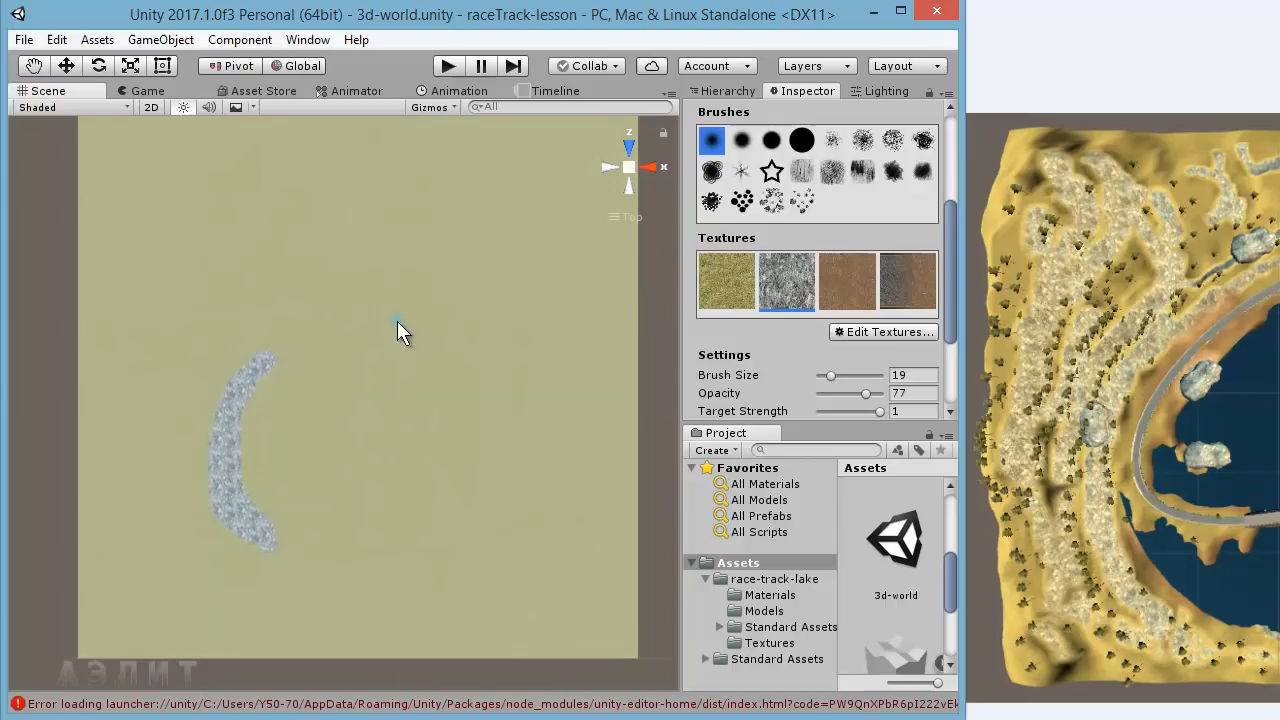 Unity 2017.1.0f3 Personal (64bit) - 3d-world.unity - raceTrack-lesson - PC, Mac & Linux Standalone <DX11>
File Edit Assets GameObject Component Window Help
Pivot Global Collab Account Layers Layout
Scene Game Asset Store Animator Animation Timeline Hierarchy Inspector Lighting
Shaded 2D Gizmos All
Brushes
z
x
Top
Textures
Edit Textures...
Settings
Brush Size 19
Opacity 77
Target Strength 1
Project
Create
Favorites Assets
All Materials
All Models
All Prefabs
All Scripts
Assets
race-track-lake
Materials 3d-world
Models
Standard Assets
Textures
Standard Assets
АЭЛИТ
Error loading launcher://unity/C:/Users/Y50-70/AppData/Roaming/Unity/Packages/node_modules/unity-editor-home/dist/index.html?code=PW9QnXPbR6pI222vEk